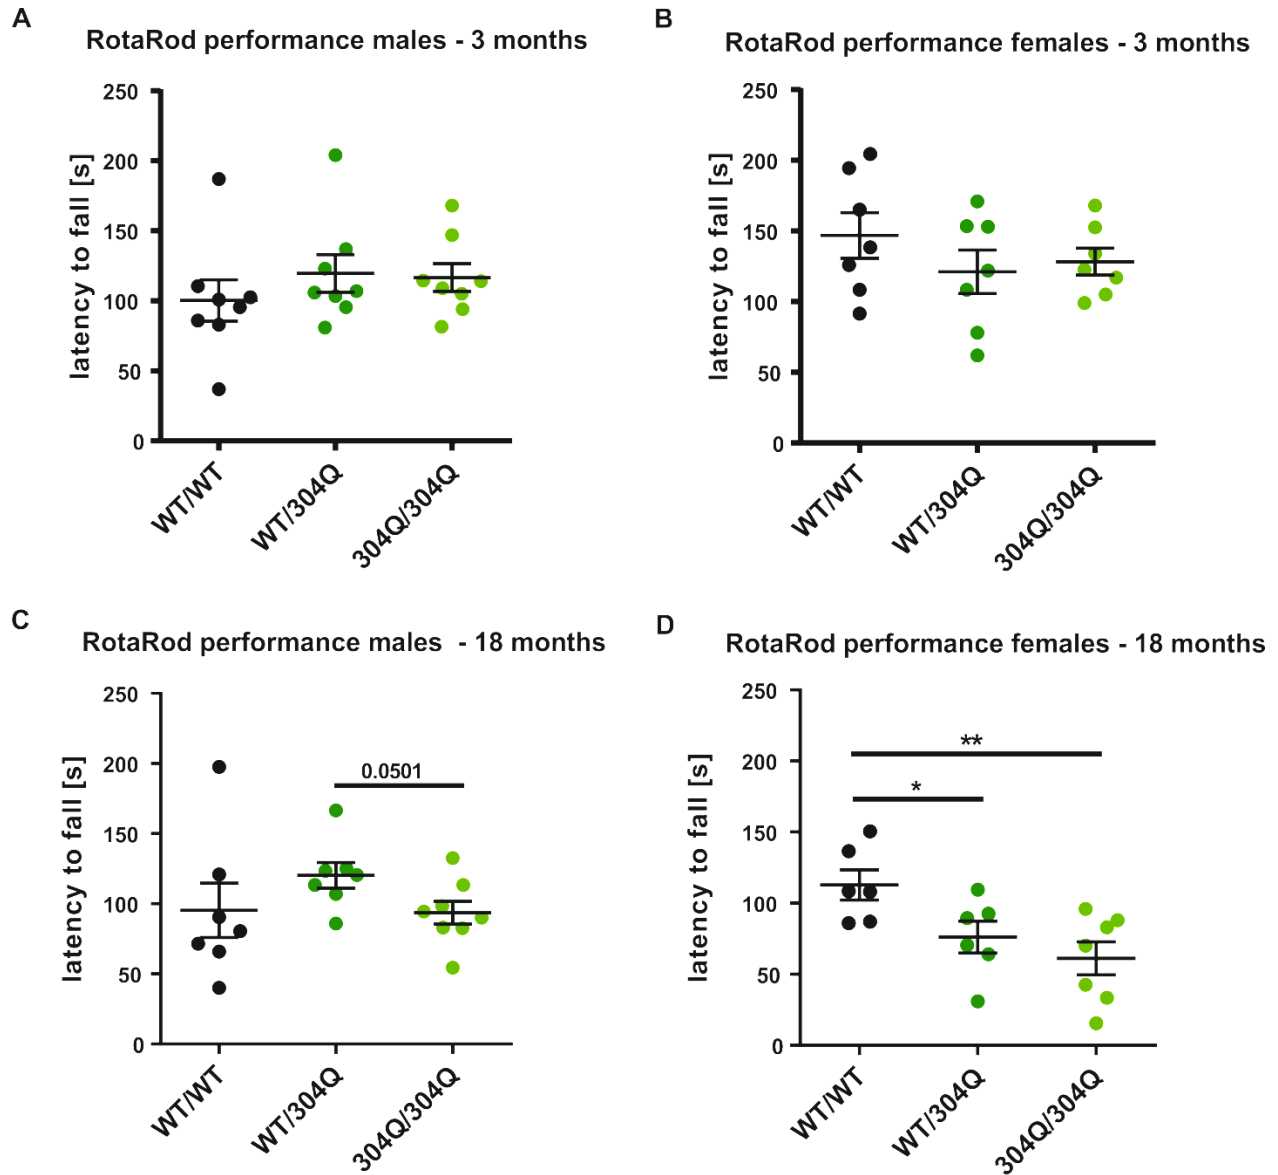 A
RotaRod performance males - 3 months
latency to fall [s]
250
200
150
100
50
0
WT/WT
WT/304Q
304Q/304Q
B
RotaRod performance females - 3 months
latency to fall [s]
250
200
150
100
50
0
WT/WT
WT/304Q
304Q/304Q
C
RotaRod performance males - 18 months
latency to fall [s]
250
200
150
100
50
0
0.0501
WT/WT
WT/304Q
304Q/304Q
D
RotaRod performance females - 18 months
latency to fall [s]
250
200
150
100
50
0
**
*
WT/WT
WT/304Q
304Q/304Q